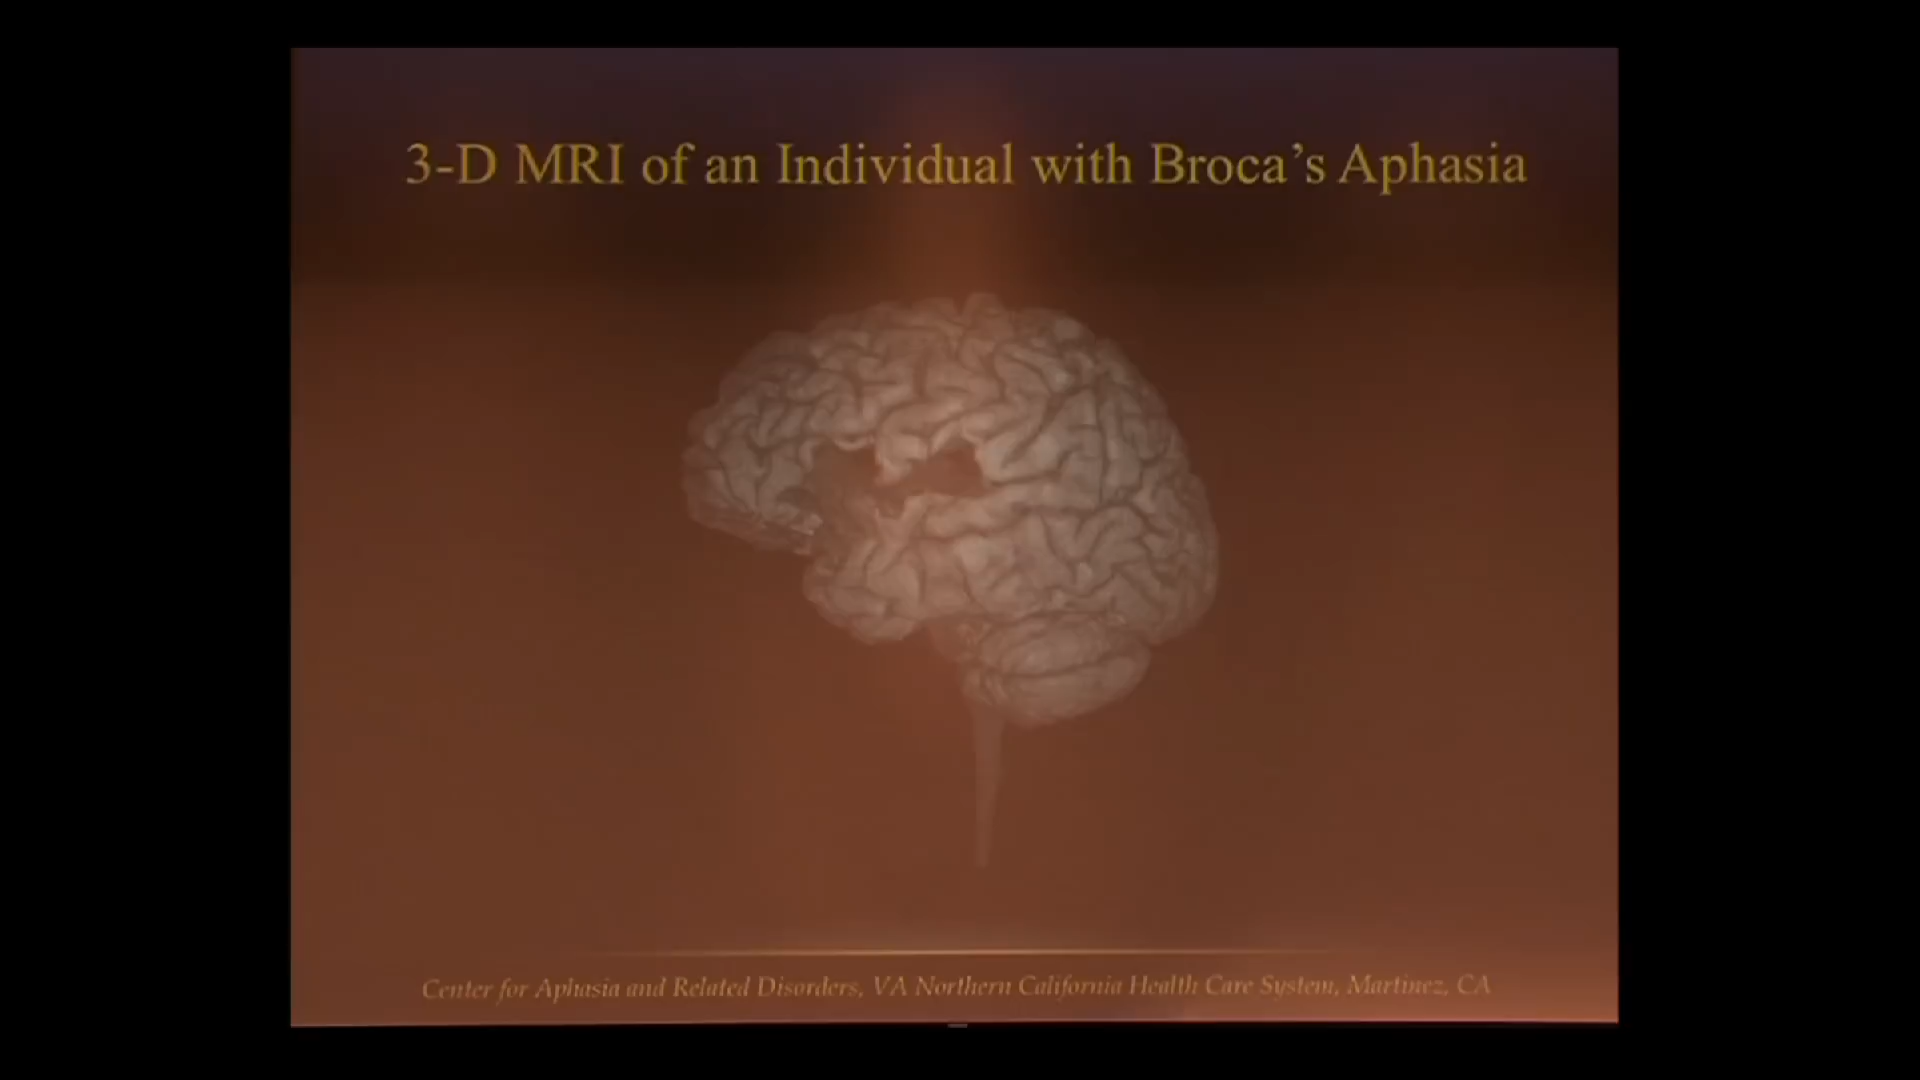 3-D MRI of an Individual with Broca's Aphasia
Center for Aphasia and Related Disorders, VA Northern California Health Care System, Martinez, CA